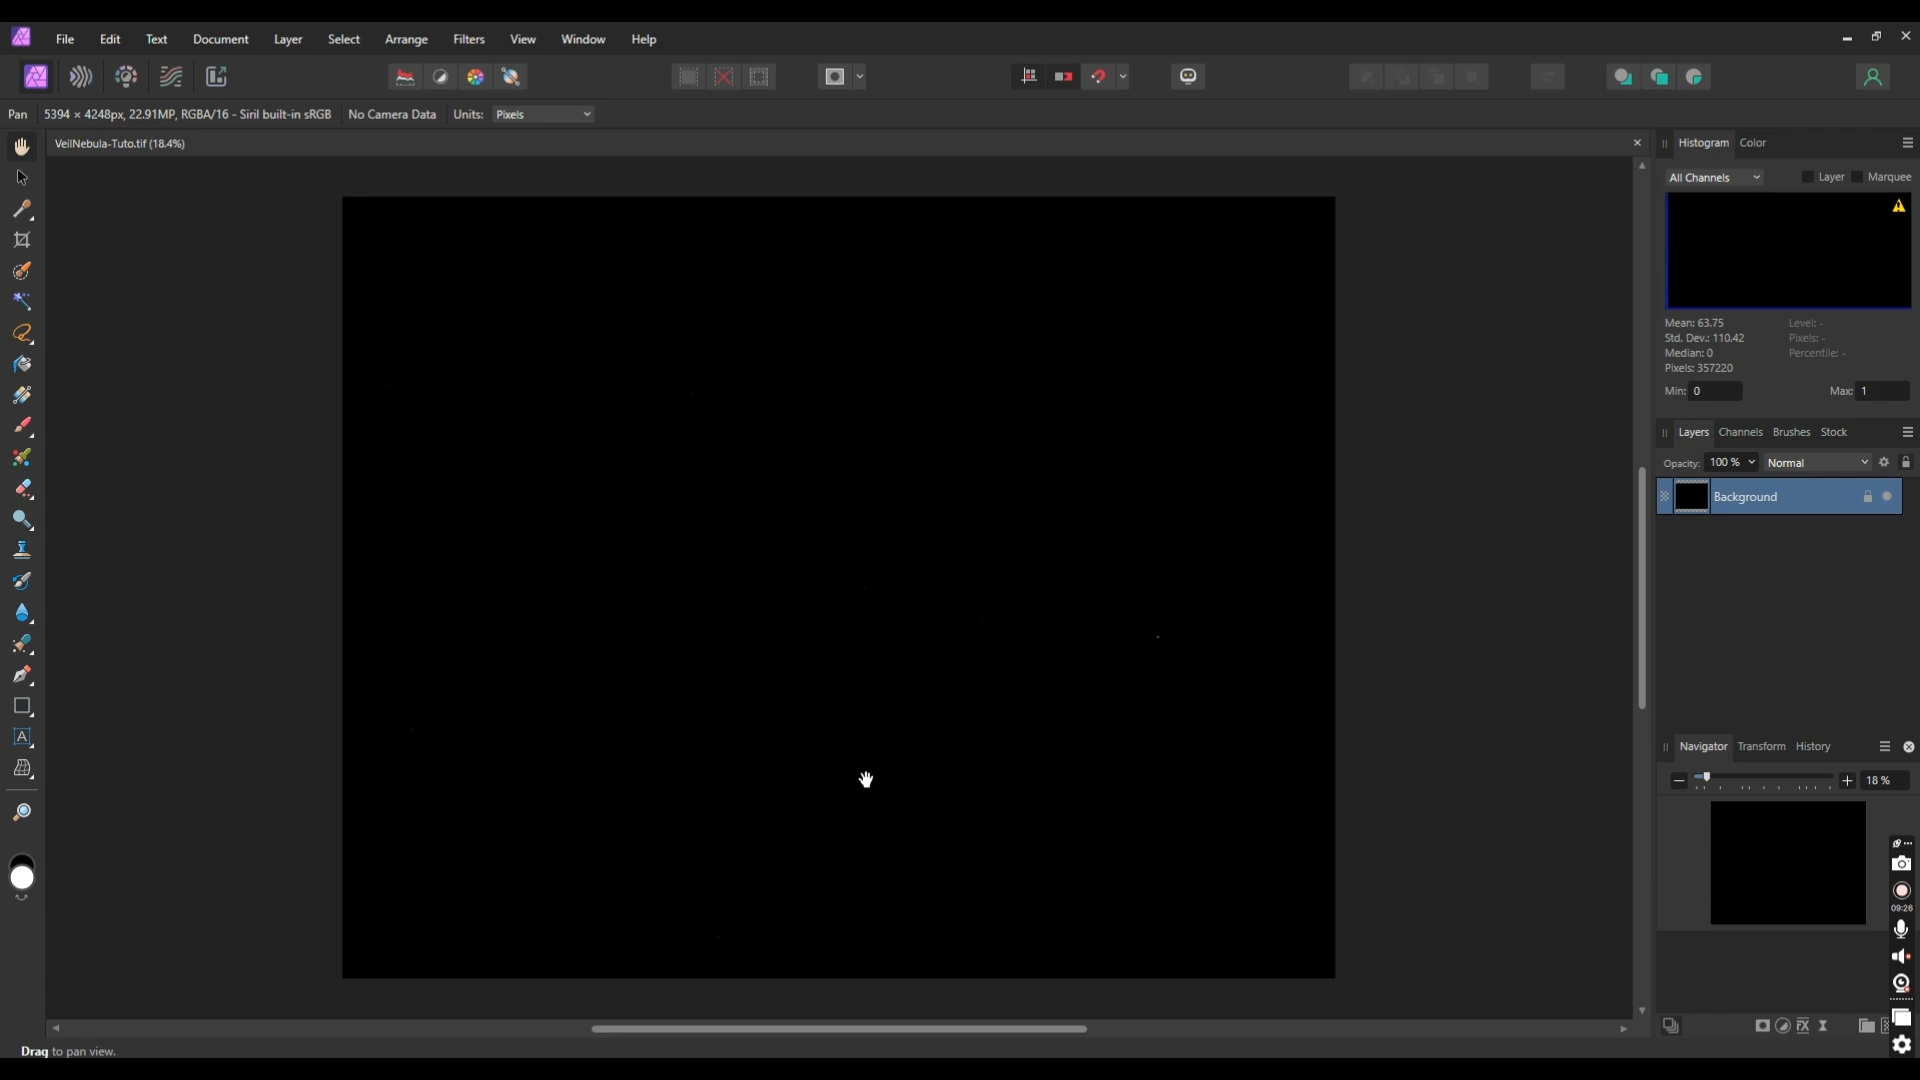 File Edit Text Document Layer Select Arrange Filters View Window Help
Pan 5394 × 4248px, 22.91MP, RGBA/16 - Siril built-in sRGB No Camera Data Units: Pixels
VeilNebula-Tuto.tif (18.4%)
Histogram Color
All Channels Layer Marquee
Mean: 63.75 Level: -
Std. Dev.: 110.42 Pixels: -
Median: 0 Percentile: -
Pixels: 357220
Min: 0 Max: 1
Layers Channels Brushes Stock
Opacity: 100 % Normal
Background
A
Navigator Transform History
18 %
09:26
Drag to pan view.